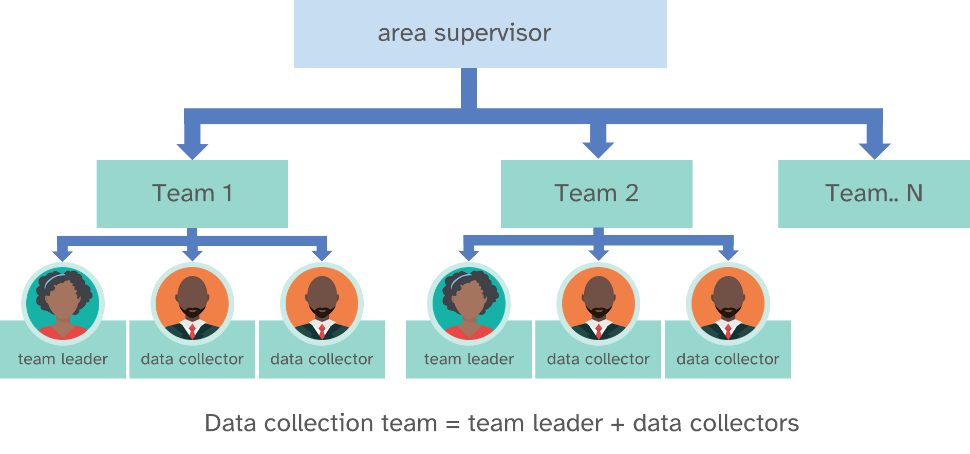 area supervisor
Team 1
Team 2
Team.. N
team leader
data collector
data collector
team leader
data collector
data collector
Data collection team = team leader + data collectors